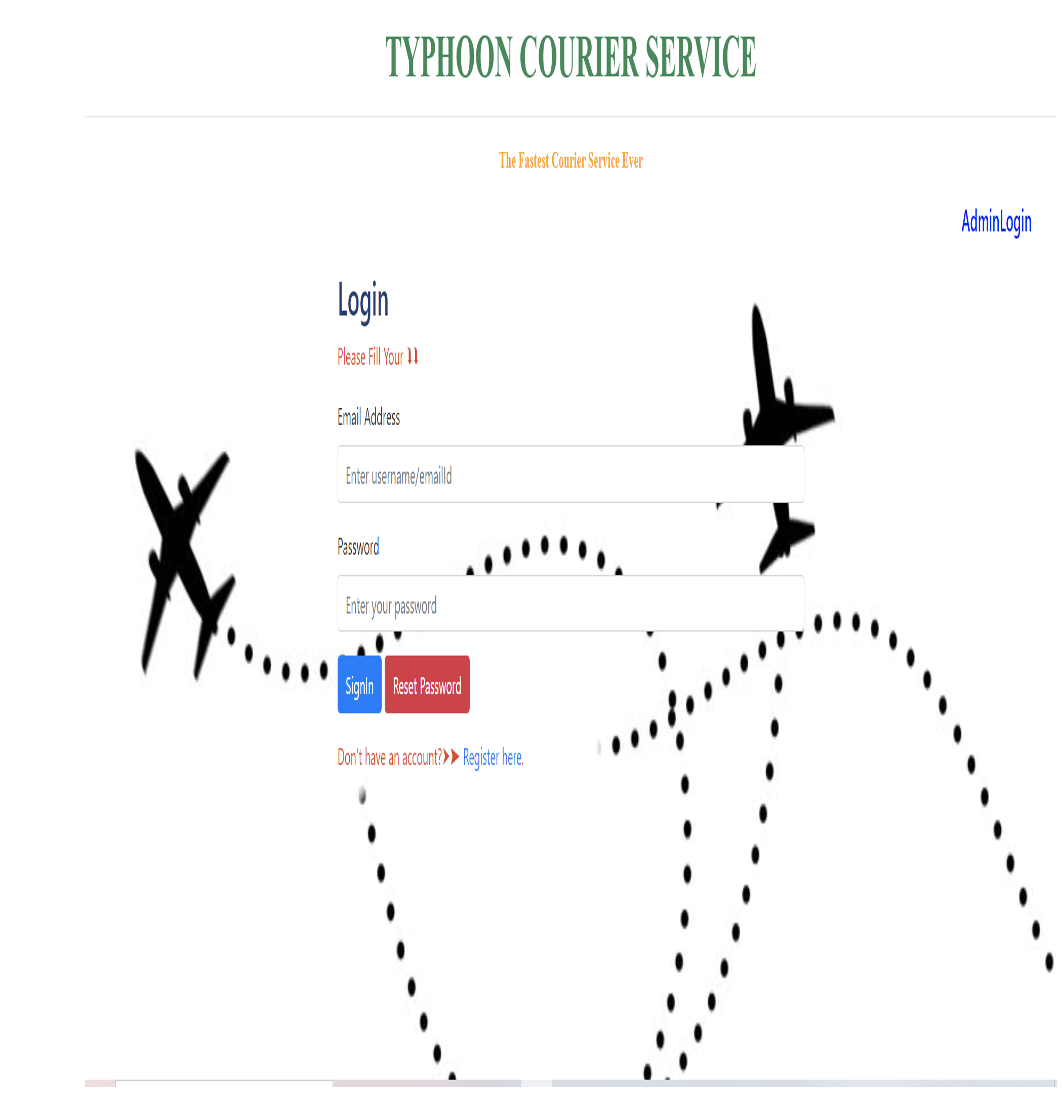 TYPHOON COURIER SERVICE
The Fastest Courier Service Ever
AdminLogin
Login
Please Fill Your ⮯⮯
Email Address
Enter username/emailId
Password
Enter your password
SignIn Reset Password
Don't have an account?⮞⮞ Register here.